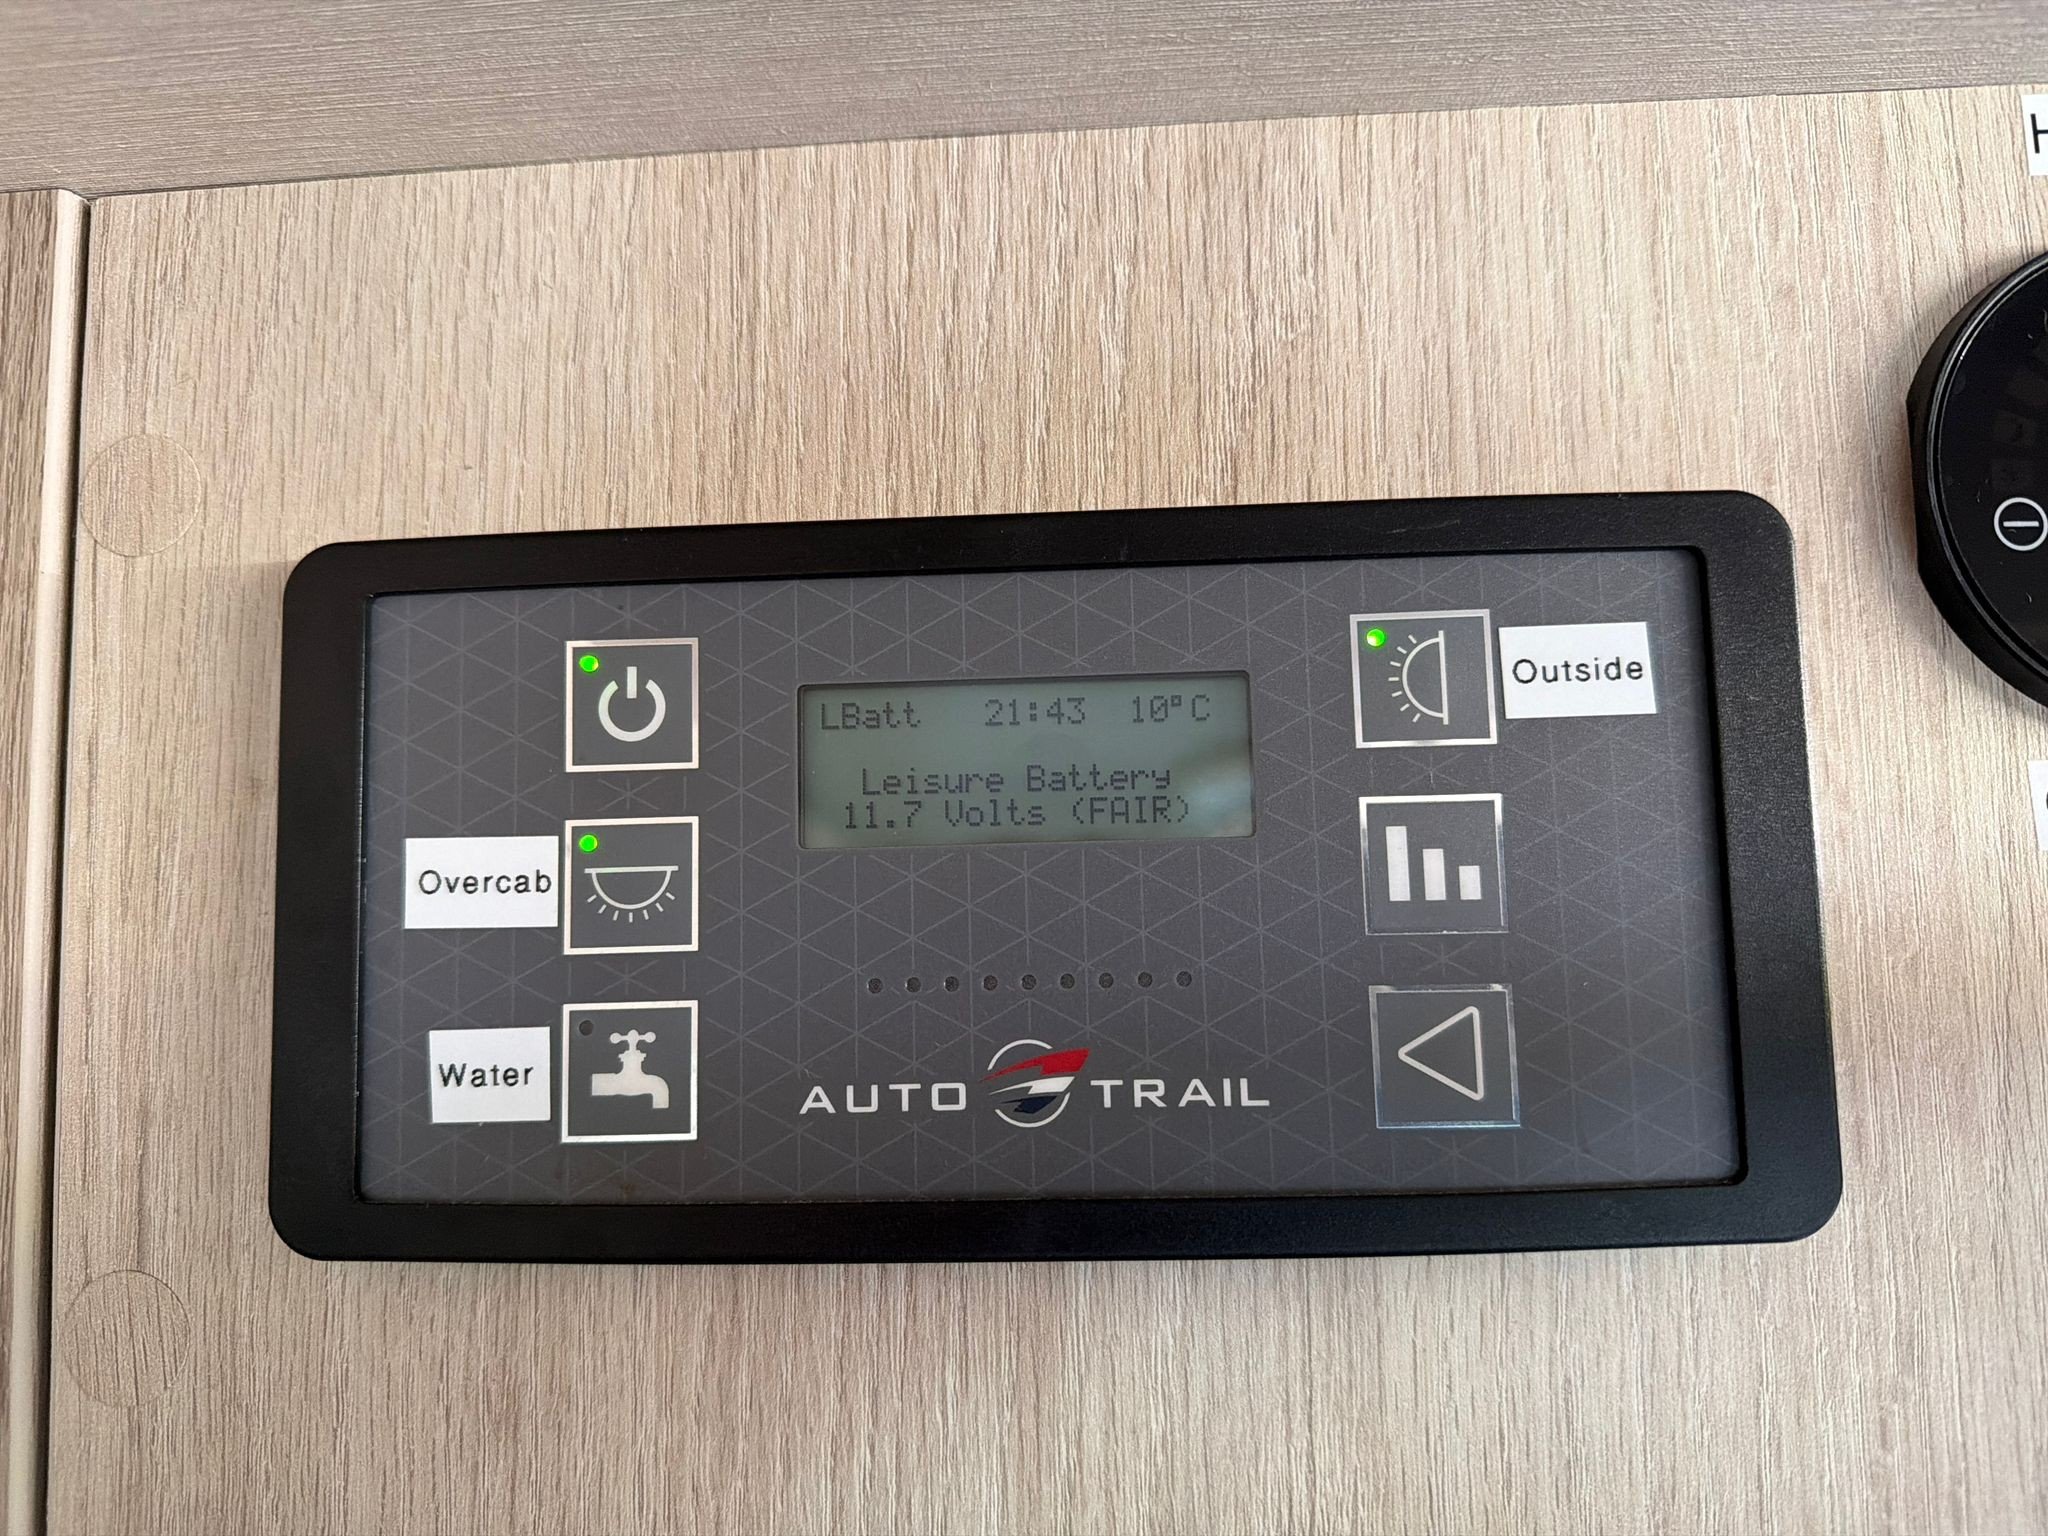 H
LBatt 21:43 10°C
Leisure Battery
11.7 Volts (FAIR)
Outside
Overcab
Water
AUTO TRAIL